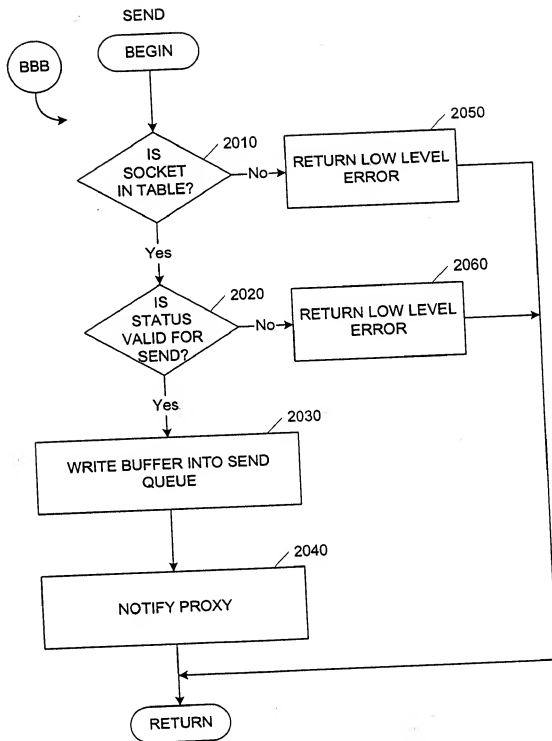 SEND
BEGIN
BBB
2010
IS
SOCKET
IN TABLE?
No
2050
RETURN LOW LEVEL
ERROR
Yes
2020
IS
STATUS
VALID FOR
SEND?
No
2060
RETURN LOW LEVEL
ERROR
Yes
2030
WRITE BUFFER INTO SEND
QUEUE
2040
NOTIFY PROXY
RETURN